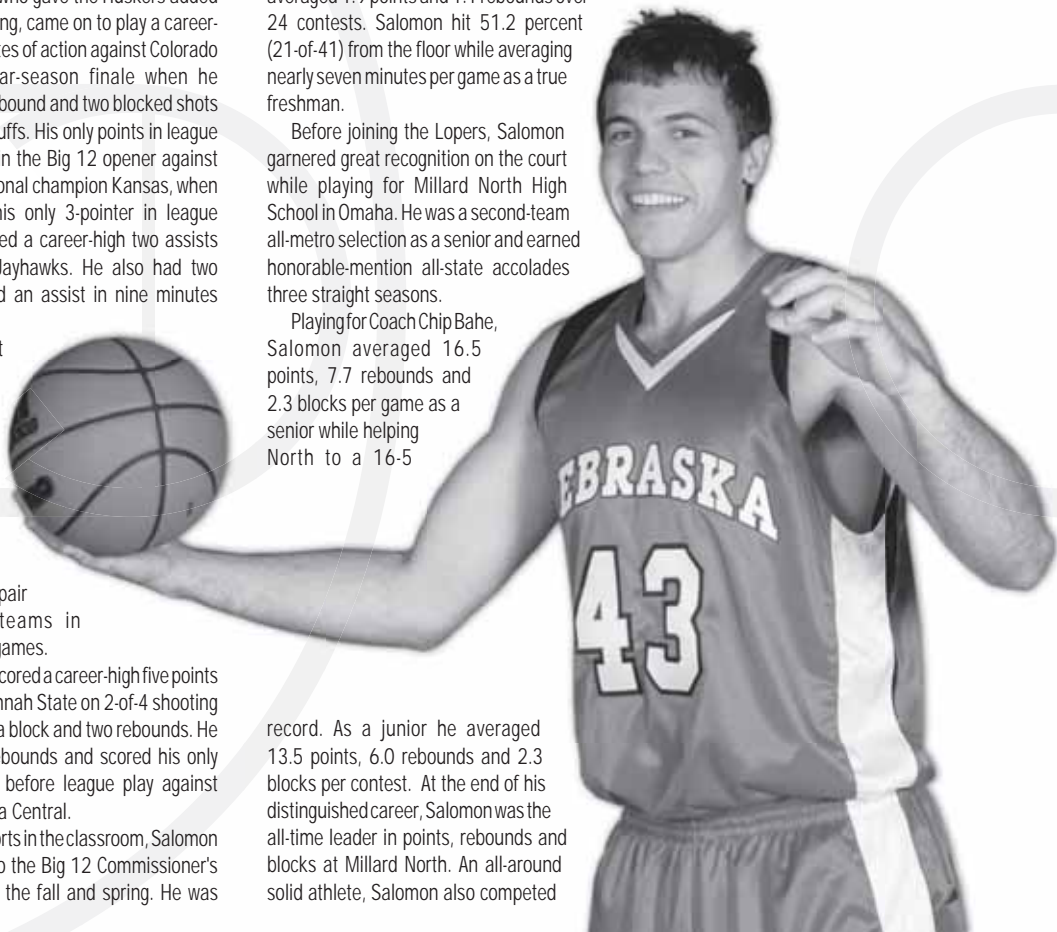 who gave the Huskers added
ng, came on to play a career-
tes of action against Colorado
ar-season finale when he
bound and two blocked shots
uffs. His only points in league
in the Big 12 opener against
onal champion Kansas, when
his only 3-pointer in league
ed a career-high two assists
Jayhawks. He also had two
d an assist in nine minutes
t
pair
teams in
games.
cored a career-high five points
nnah State on 2-of-4 shooting
a block and two rebounds. He
ebounds and scored his only
before league play against
a Central.
rts in the classroom, Salomon
o the Big 12 Commissioner's
the fall and spring. He was
averaged 1.9 points and 1.4 rebounds over
24 contests. Salomon hit 51.2 percent
(21-of-41) from the floor while averaging
nearly seven minutes per game as a true
freshman.
Before joining the Lopers, Salomon
garnered great recognition on the court
while playing for Millard North High
School in Omaha. He was a second-team
all-metro selection as a senior and earned
honorable-mention all-state accolades
three straight seasons.
Playing for Coach Chip Bahe,
Salomon averaged 16.5
points, 7.7 rebounds and
2.3 blocks per game as a
senior while helping
North to a 16-5
record. As a junior he averaged
13.5 points, 6.0 rebounds and 2.3
blocks per contest. At the end of his
distinguished career, Salomon was the
all-time leader in points, rebounds and
blocks at Millard North. An all-around
solid athlete, Salomon also competed
EBRASKA
43